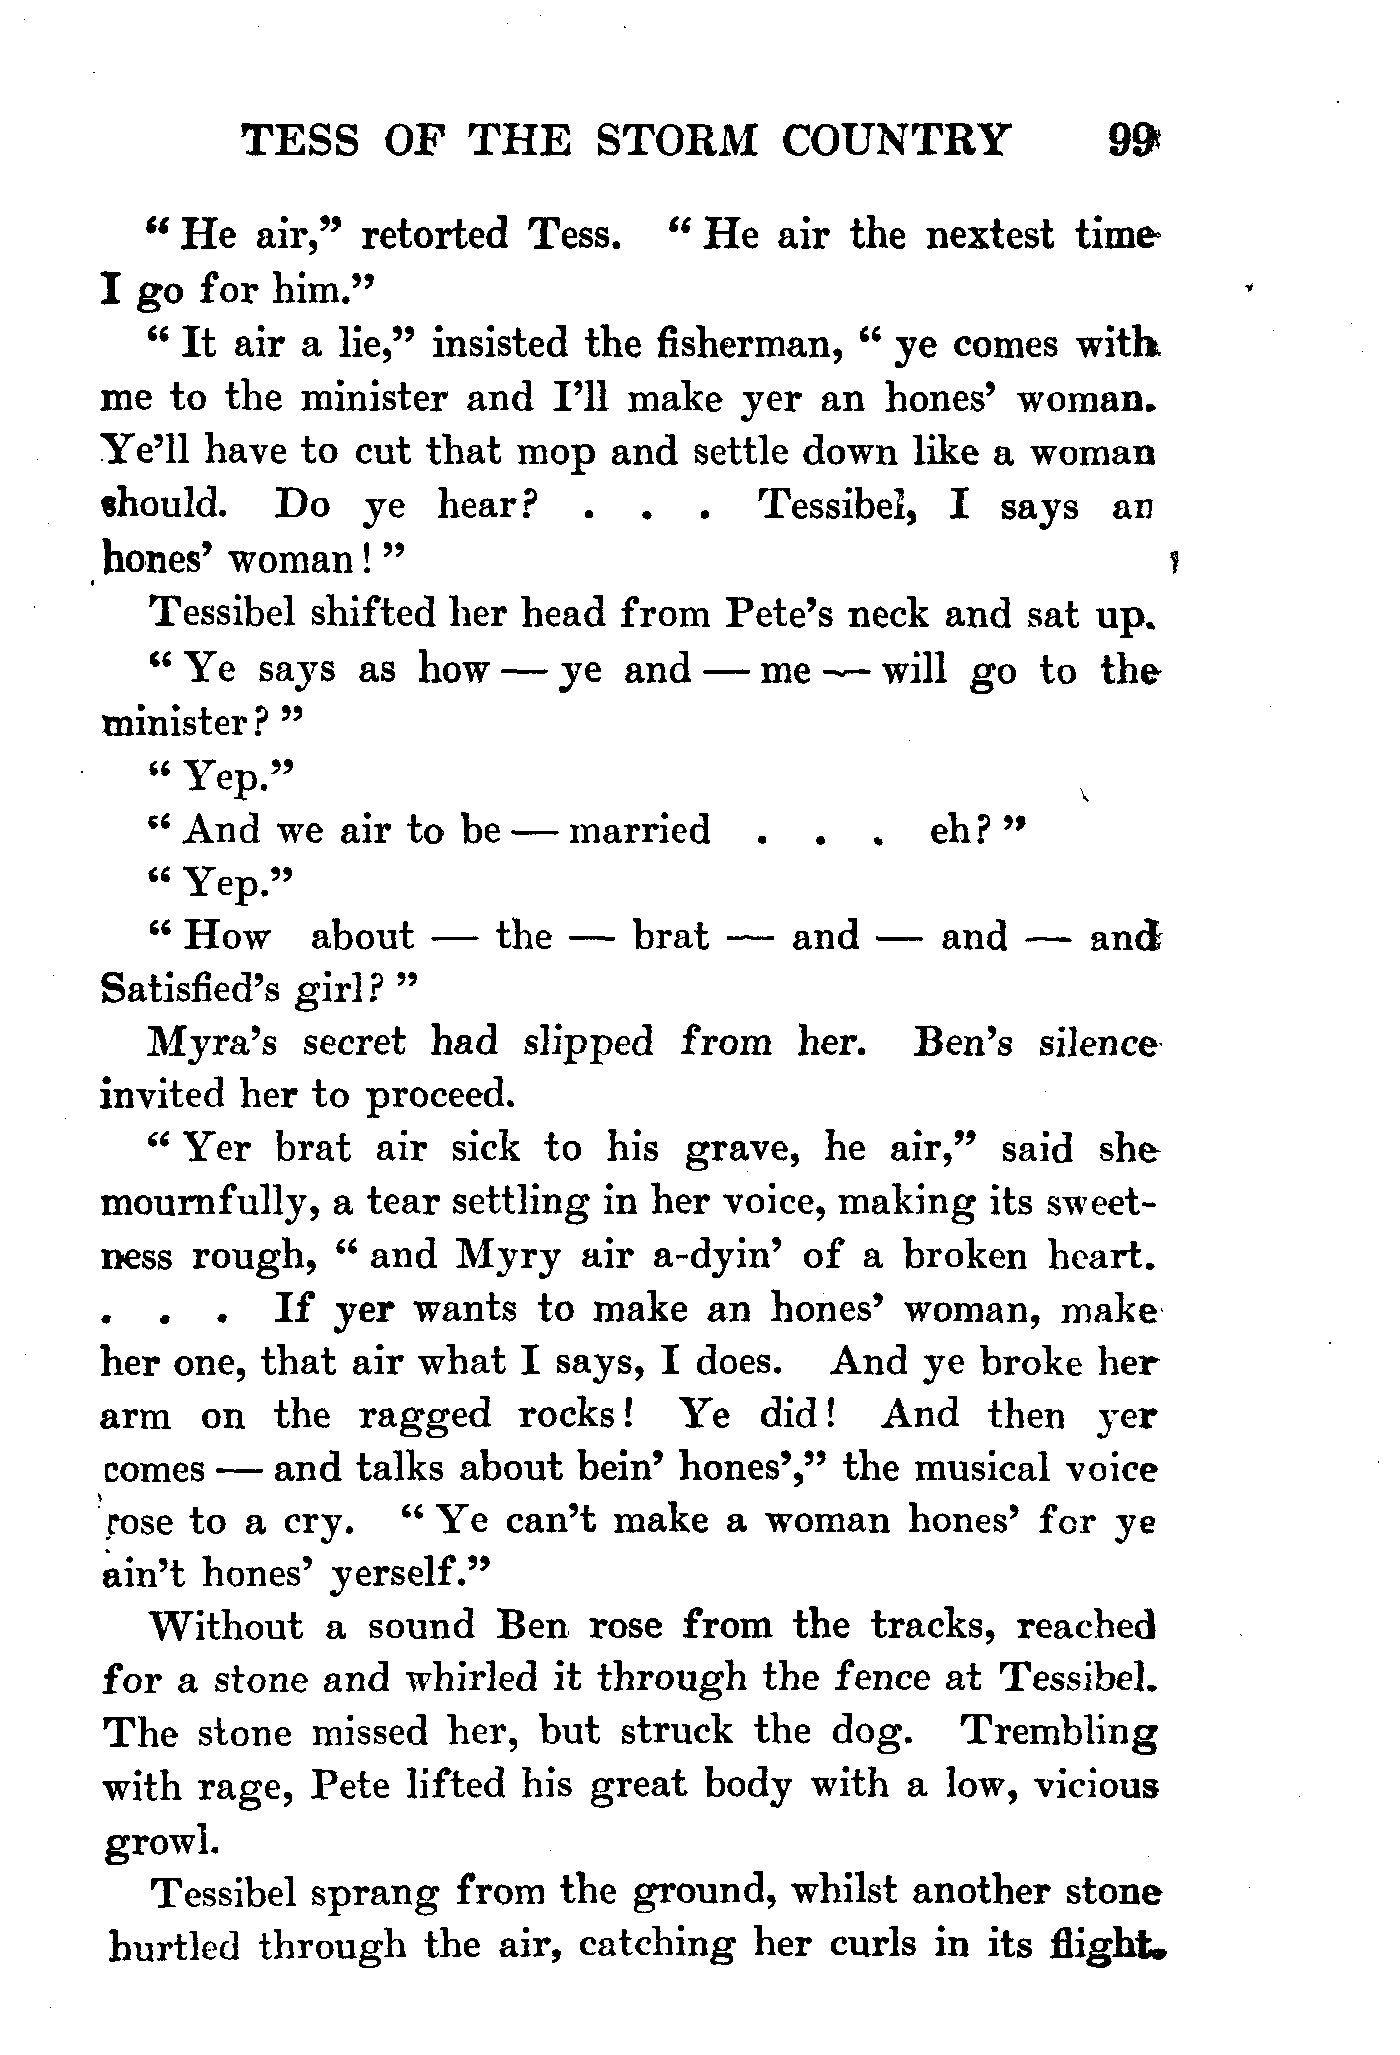 TESS OF THE STORM COUNTRY 99
“ He air,” retorted Tess. “ He air the nextest time
I go for him.”
“ It air a lie,” insisted the fisherman, “ ye comes with
me to the minister and I’ll make yer an hones’ woman.
Ye’ll have to cut that mop and settle down like a woman
should. Do ye hear? . . . Tessibel, I says an
hones’ woman! ”
Tessibel shifted her head from Pete’s neck and sat up.
“ Ye says as how — ye and — me — will go to the
minister? ”
“ Yep.”
“ And we air to be — married . . . eh? ”
“ Yep.”
“ How about — the — brat — and — and — and
Satisfied’s girl? ”
Myra’s secret had slipped from her. Ben’s silence
invited her to proceed.
“ Yer brat air sick to his grave, he air,” said she
mournfully, a tear settling in her voice, making its sweet-
ness rough, “ and Myry air a-dyin’ of a broken heart.
. . . If yer wants to make an hones’ woman, make
her one, that air what I says, I does. And ye broke her
arm on the ragged rocks! Ye did! And then yer
comes — and talks about bein’ hones’,” the musical voice
rose to a cry. “ Ye can’t make a woman hones’ for ye
ain’t hones’ yerself.”
Without a sound Ben rose from the tracks, reached
for a stone and whirled it through the fence at Tessibel.
The stone missed her, but struck the dog. Trembling
with rage, Pete lifted his great body with a low, vicious
growl.
Tessibel sprang from the ground, whilst another stone
hurtled through the air, catching her curls in its flight.